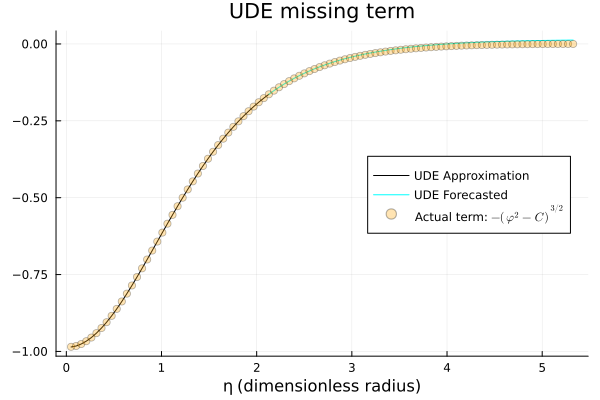 UDE missing term
0.00
−0.25
−0.50
−0.75
−1.00
UDE Approximation
UDE Forecasted
Actual term: −(φ² − C)^{3/2}
0 1 2 3 4 5
η (dimensionless radius)